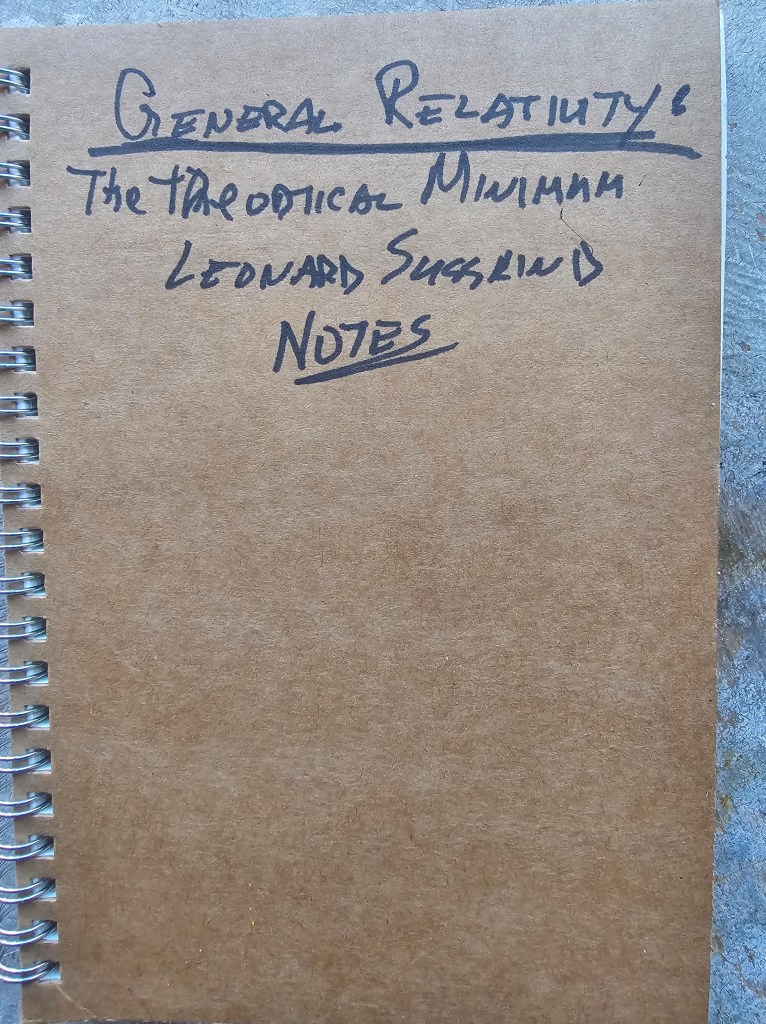 GENERAL RELATIVITY:
The theoretical MINIMUM
LEONARD SUSSKIND
NOTES